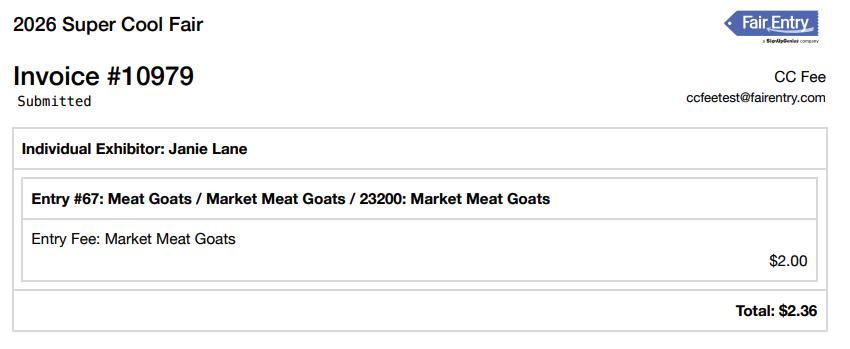 2026 Super Cool Fair
Fair Entry
a SignUpGenius company
Invoice #10979
Submitted
CC Fee
ccfeetest@fairentry.com
Individual Exhibitor: Janie Lane
Entry #67: Meat Goats / Market Meat Goats / 23200: Market Meat Goats
Entry Fee: Market Meat Goats
$2.00
Total: $2.36